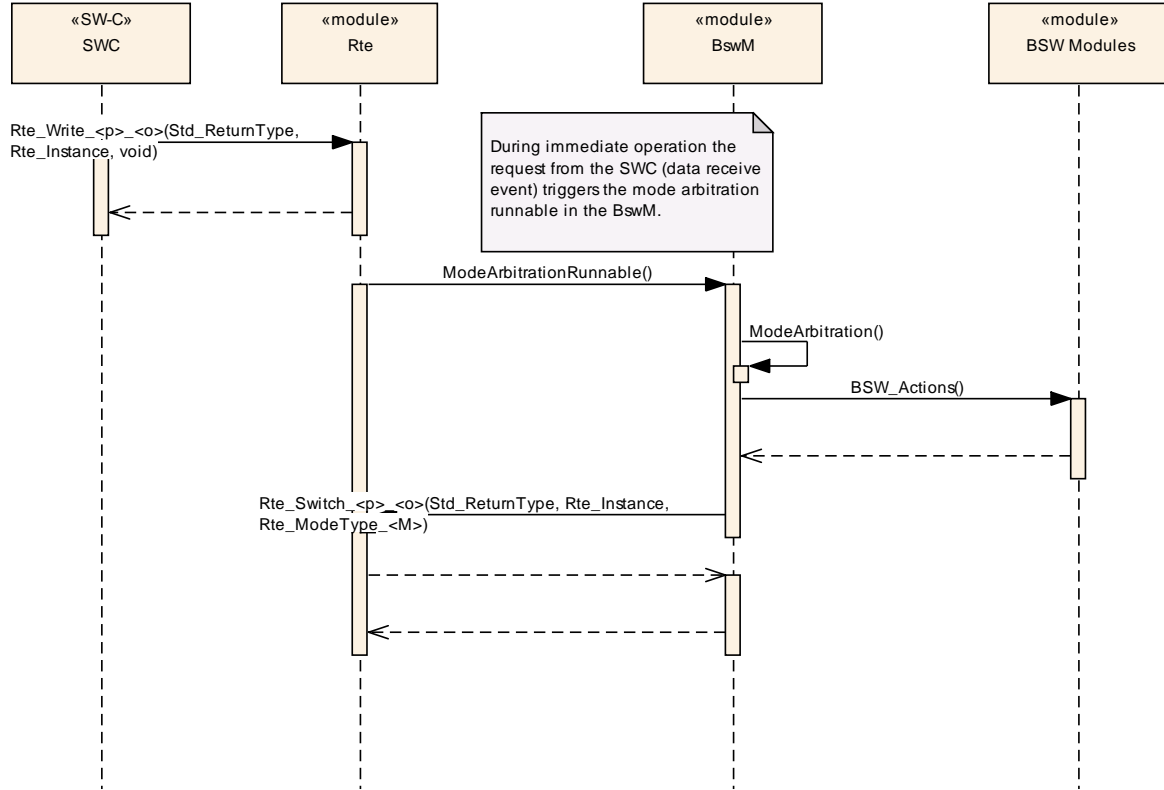 «SW-C»
SWC
«module»
Rte
«module»
BswM
«module»
BSW Modules
Rte_Write_<p>_<o>(Std_ReturnType,
Rte_Instance, void)
During immediate operation the
request from the SWC (data receive
event) triggers the mode arbitration
runnable in the BswM.
ModeArbitrationRunnable()
ModeArbitration()
BSW_Actions()
Rte_Switch_<p>_<o>(Std_ReturnType, Rte_Instance,
Rte_ModeType_<M>)